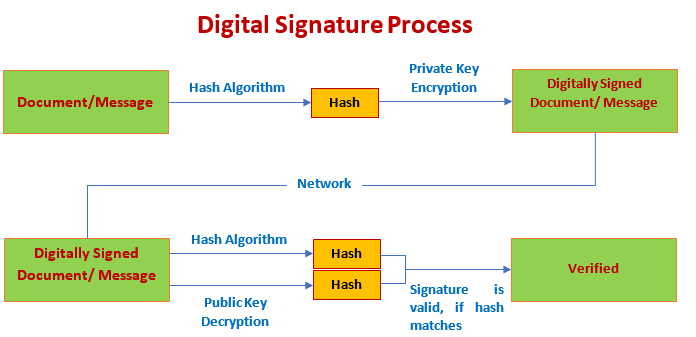 Digital Signature Process
Document/Message
Hash Algorithm
Hash
Private Key
Encryption
Digitally Signed
Document/ Message
Network
Digitally Signed
Document/ Message
Hash Algorithm
Hash
Public Key
Decryption
Hash
Signature is
valid, if hash
matches
Verified